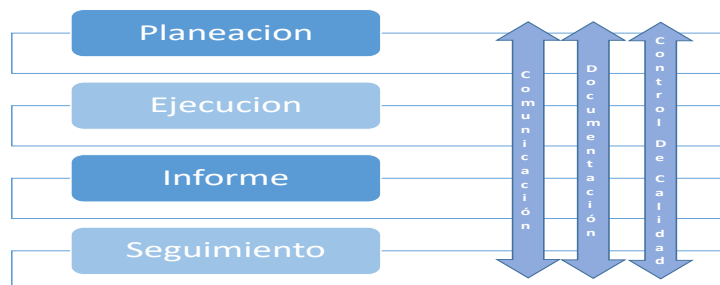 Planeacion
Ejecucion
Informe
Seguimiento
Comunicación
Documentación
Control De Calidad